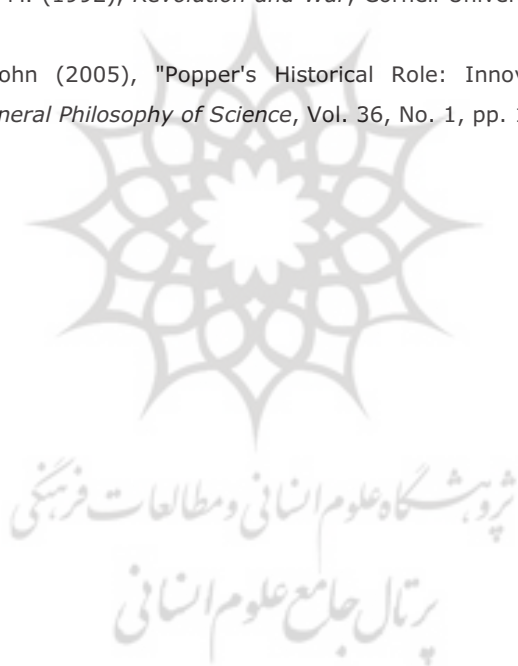 M. (1992), Revolution and War, Cornell Univer
ohn (2005), "Popper's Historical Role: Innov
neral Philosophy of Science, Vol. 36, No. 1, pp. 1
پژوهشگاه علوم انسانی و مطالعات فرهنگی
پرتال جامع علوم انسانی